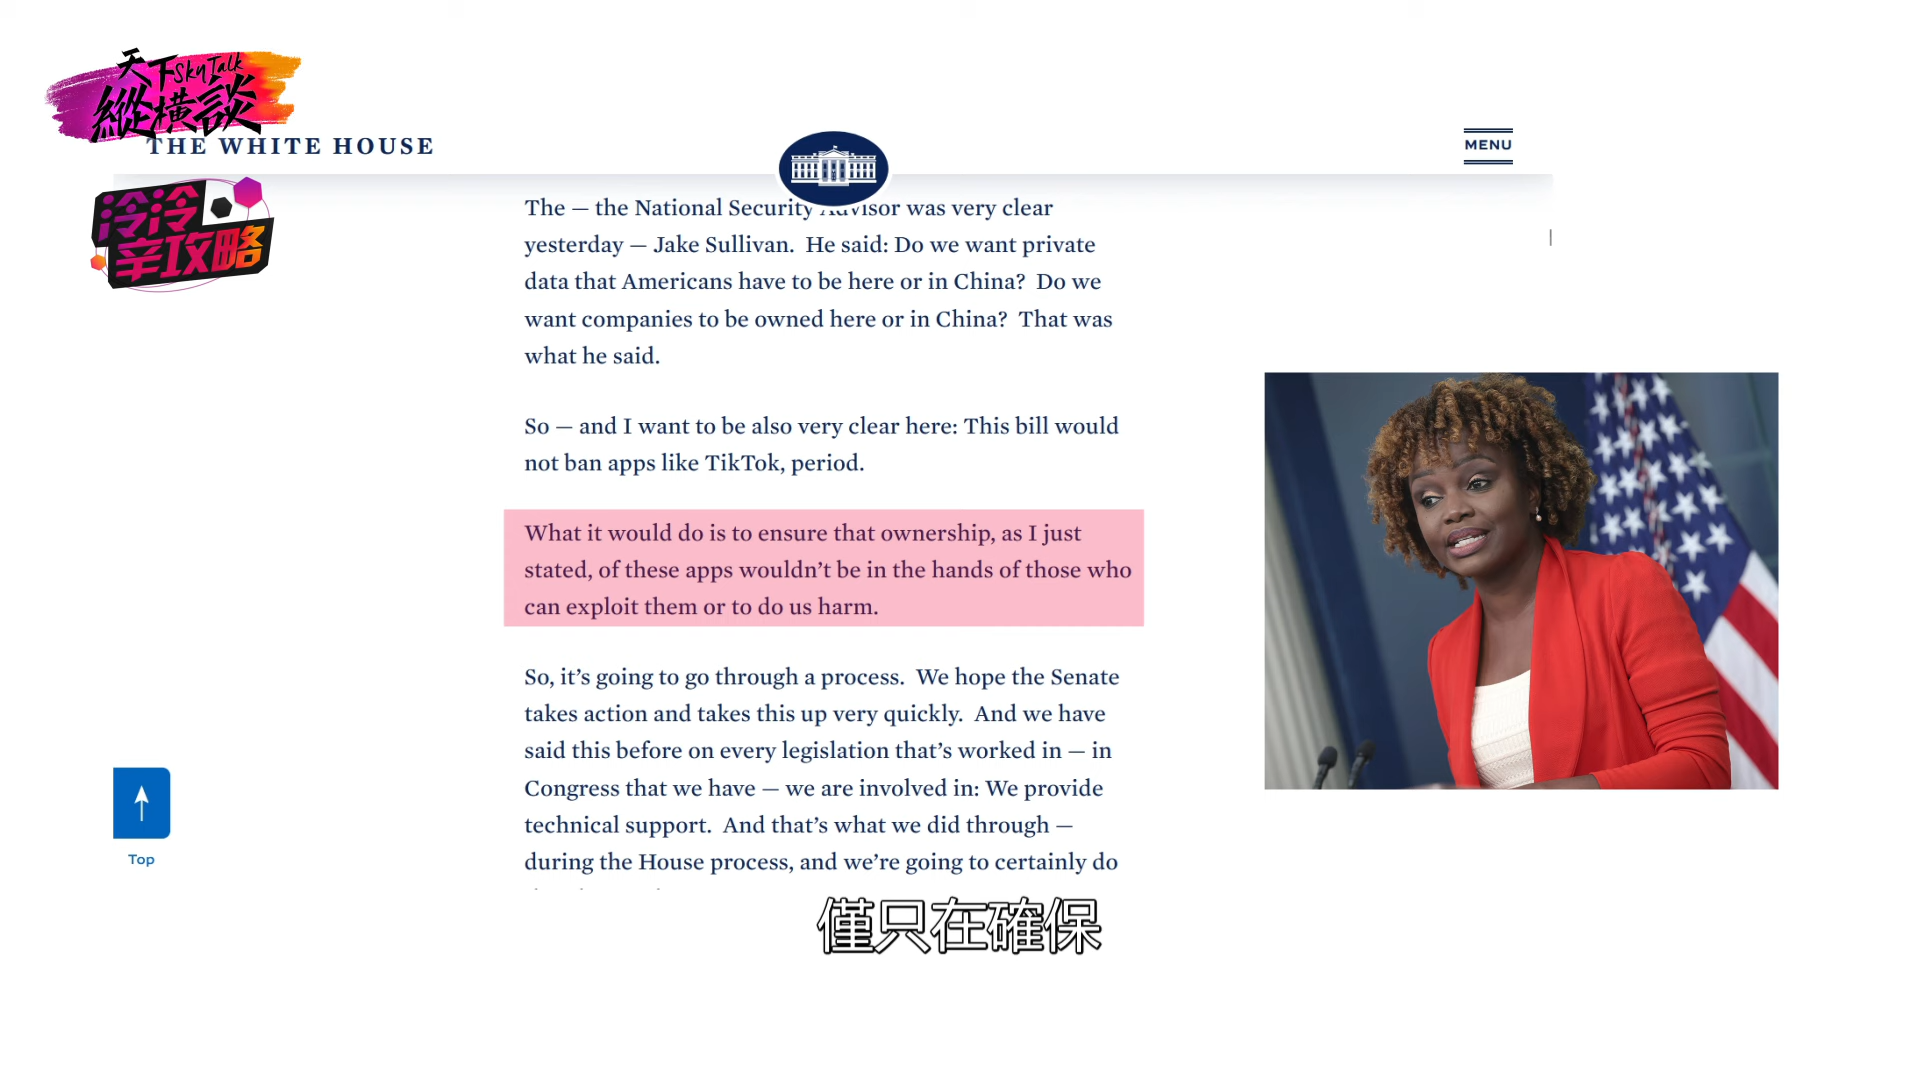 天下SkyTalk
縱橫談
THE WHITE HOUSE
MENU
冷泠
辛攻略
The — the National Security Advisor was very clear
yesterday — Jake Sullivan.  He said: Do we want private
data that Americans have to be here or in China?  Do we
want companies to be owned here or in China?  That was
what he said.
So — and I want to be also very clear here: This bill would
not ban apps like TikTok, period.
What it would do is to ensure that ownership, as I just
stated, of these apps wouldn’t be in the hands of those who
can exploit them or to do us harm.
So, it’s going to go through a process.  We hope the Senate
takes action and takes this up very quickly.  And we have
said this before on every legislation that’s worked in — in
Congress that we have — we are involved in: We provide
technical support.  And that’s what we did through —
during the House process, and we’re going to certainly do
Top
僅只在確保